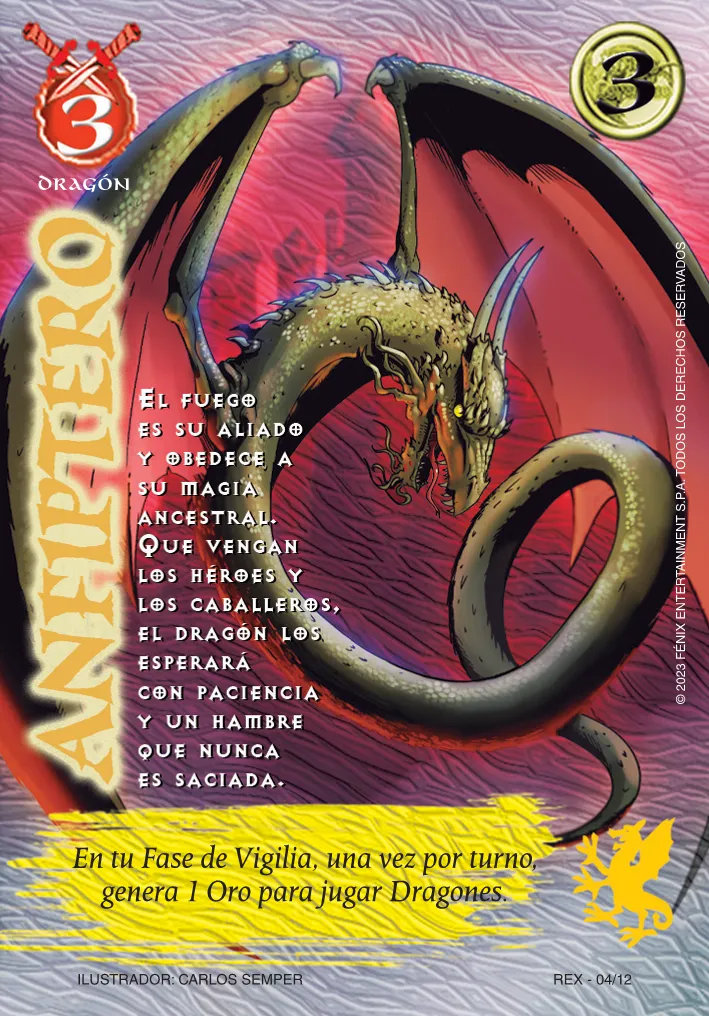 3
3
DRAGÓN
ANFIPTERO
El fuego
es su aliado
y obedece a
su magia
ancestral.
Que vengan
los héroes y
los caballeros,
el dragón los
esperará
con paciencia
y un hambre
que nunca
es saciada.
En tu Fase de Vigilia, una vez por turno,
genera 1 Oro para jugar Dragones.
© 2023 FÉNIX ENTERTAINMENT S.P.A. TODOS LOS DERECHOS RESERVADOS
ILUSTRADOR: CARLOS SEMPER
REX - 04/12